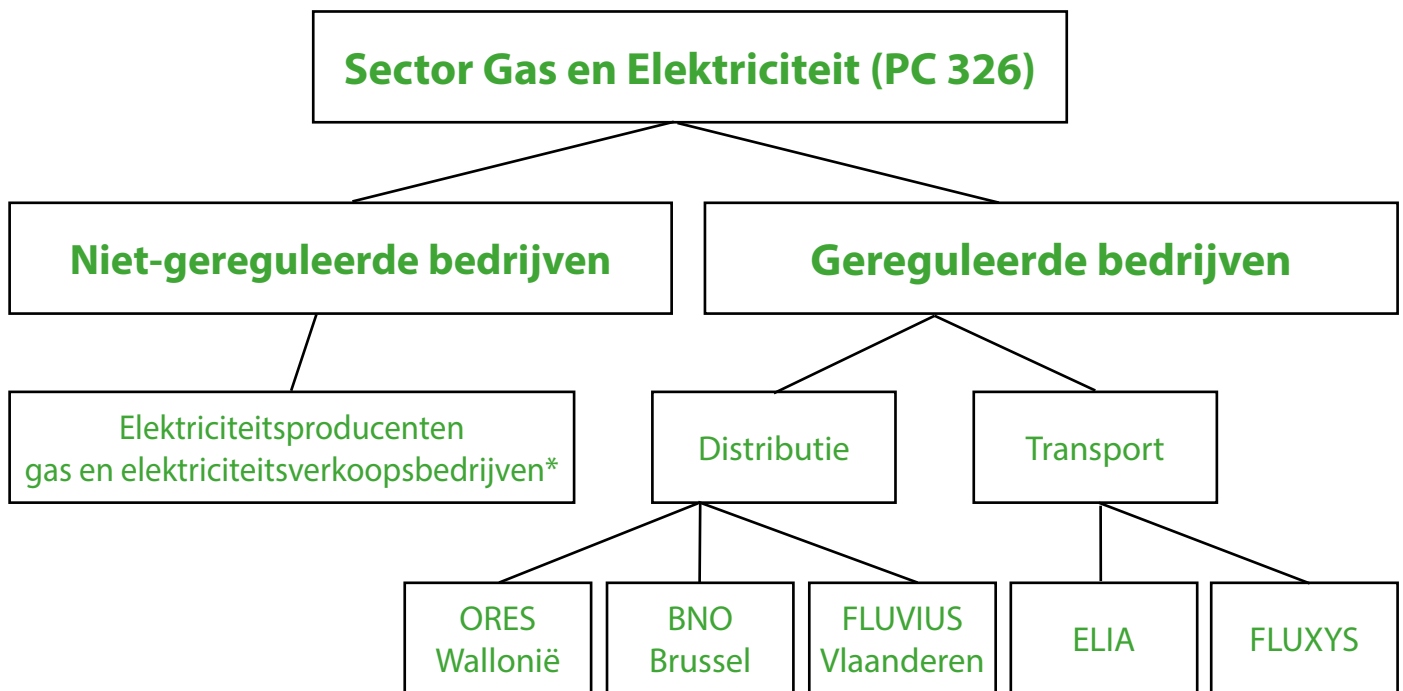 Sector Gas en Elektriciteit (PC 326)
Niet-gereguleerde bedrijven
Gereguleerde bedrijven
Elektriciteitsproducenten
gas en elektriciteitsverkoopsbedrijven*
Distributie
Transport
ORES
Wallonië
BNO
Brussel
FLUVIUS
Vlaanderen
ELIA
FLUXYS